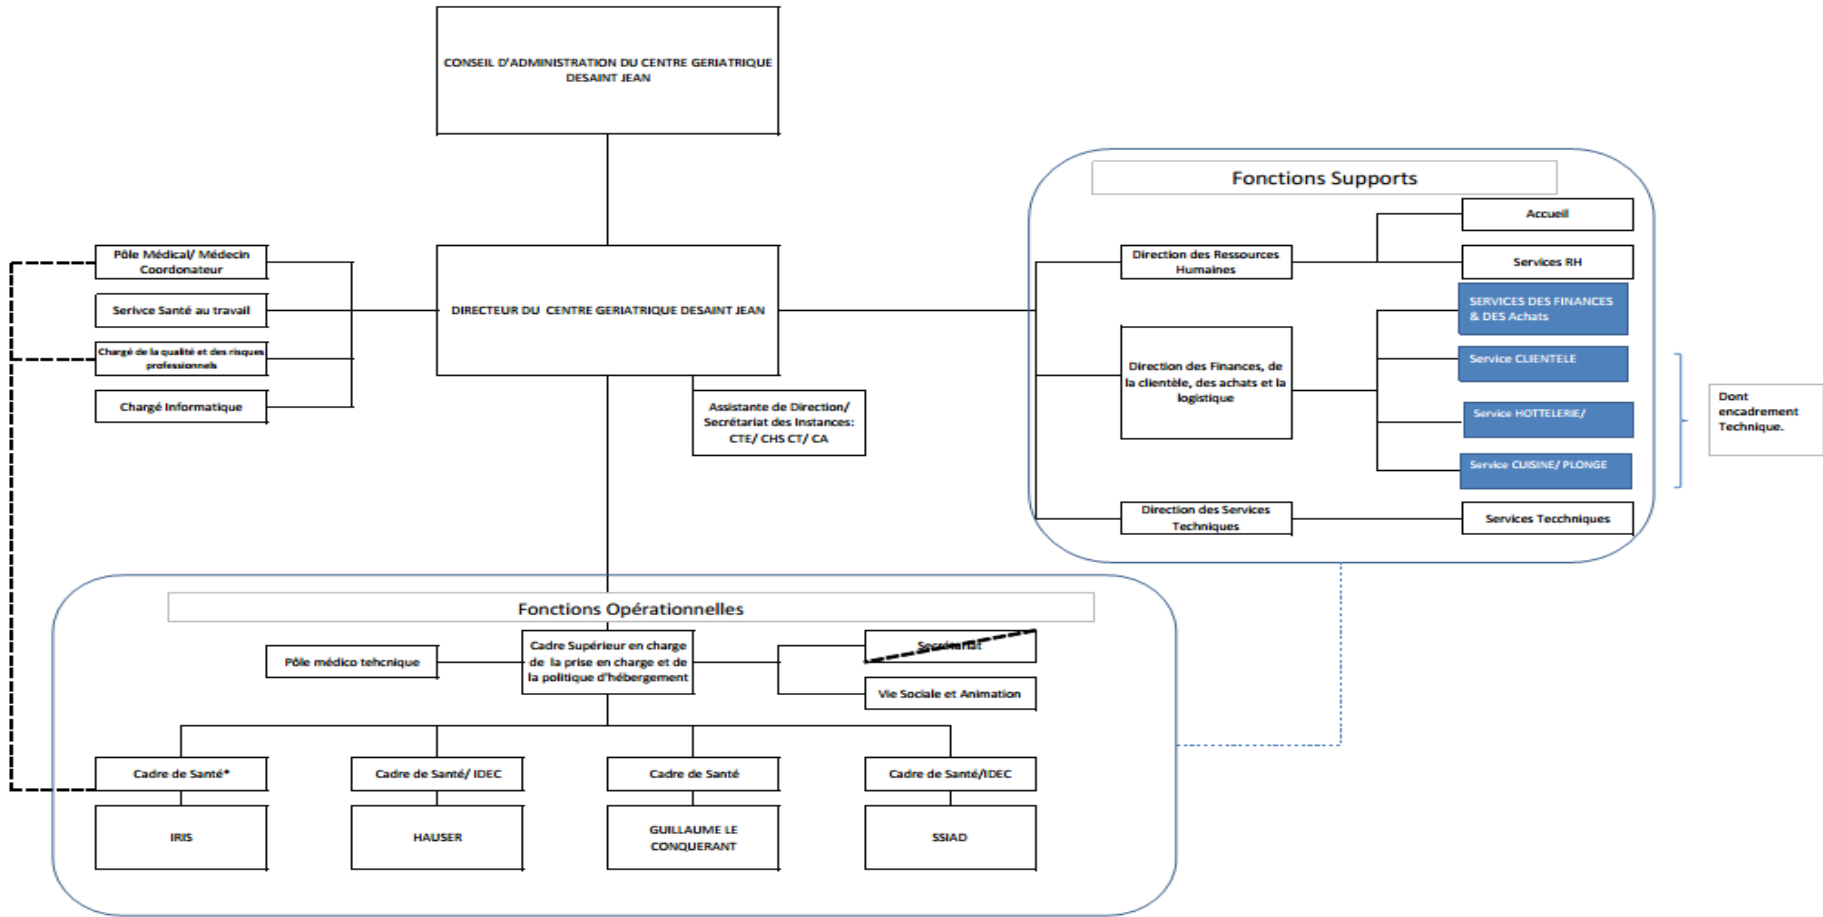 CONSEIL D'ADMINISTRATION DU CENTRE GERIATRIQUE
DESAINT JEAN
Fonctions Supports
Accueil
Pôle Médical/ Médecin
Coordonateur
Direction des Ressources
Humaines
Services RH
Serivce Santé au travail
DIRECTEUR DU CENTRE GERIATRIQUE DESAINT JEAN
SERVICES DES FINANCES
& DES Achats
Chargé de la qualité et des risques
professionnels
Direction des Finances, de
la clientèle, des achats et la
logistique
Service CLIENTELE
Chargé Informatique
Assistante de Direction/
Secrétariat des Instances:
CTE/ CHS CT/ CA
Service HOTTELERIE/
Dont
encadrement
Technique.
Service CUISINE/ PLONGE
Direction des Services
Techniques
Services Tecchniques
Fonctions Opérationnelles
Pôle médico tehcnique
Cadre Supérieur en charge
de la prise en charge et de
la politique d'hébergement
Secrétariat
Vie Sociale et Animation
Cadre de Santé*
Cadre de Santé/ IDEC
Cadre de Santé
Cadre de Santé/IDEC
IRIS
HAUSER
GUILLAUME LE
CONQUERANT
SSIAD